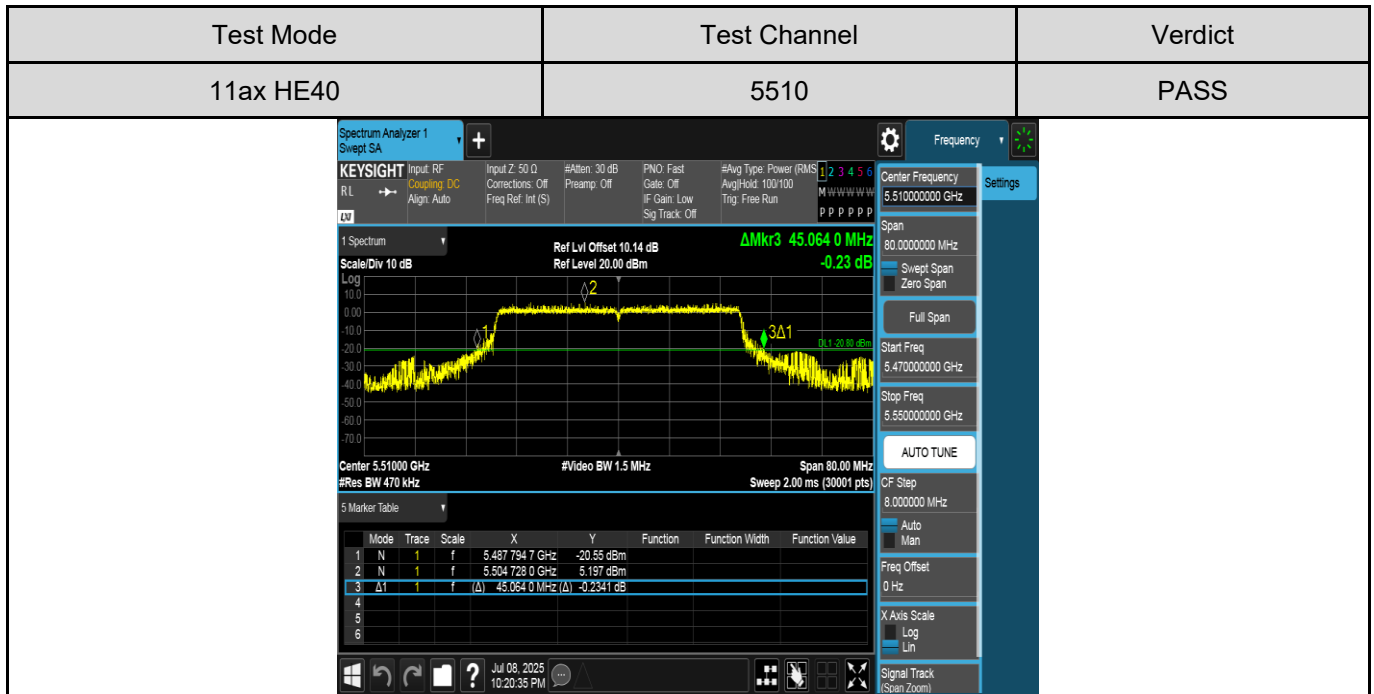 Test Mode Test Channel Verdict
11ax HE40 5510 PASS
Spectrum Analyzer 1
Swept SA
+
Frequency
KEYSIGHT
RL
LXI
Input: RF
Coupling: DC
Align: Auto
Input Z: 50 Ω
Corrections: Off
Freq Ref: Int (S)
#Atten: 30 dB
Preamp: Off
PNO: Fast
Gate: Off
IF Gain: Low
Sig Track: Off
#Avg Type: Power (RMS
Avg|Hold: 100/100
Trig: Free Run
1 2 3 4 5 6
M W W W W W
P P P P P P
1 Spectrum
Scale/Div 10 dB
Ref Lvl Offset 10.14 dB
Ref Level 20.00 dBm
ΔMkr3 45.064 0 MHz
-0.23 dB
Log
10.0
0.00
-10.0
-20.0
-30.0
-40.0
-50.0
-60.0
-70.0
1
2
3Δ1
DL1 -20.80 dBm
Center 5.51000 GHz #Video BW 1.5 MHz Span 80.00 MHz
#Res BW 470 kHz Sweep 2.00 ms (30001 pts)
5 Marker Table
Mode Trace Scale X Y Function Function Width Function Value
1 N 1 f 5.487 794 7 GHz -20.55 dBm
2 N 1 f 5.504 728 0 GHz 5.197 dBm
3 Δ1 1 f (Δ) 45.064 0 MHz (Δ) -0.2341 dB
4
5
6
?
Jul 08, 2025
10:20:35 PM
Center Frequency
5.510000000 GHz
Settings
Span
80.0000000 MHz
Swept Span
Zero Span
Full Span
Start Freq
5.470000000 GHz
Stop Freq
5.550000000 GHz
AUTO TUNE
CF Step
8.000000 MHz
Auto
Man
Freq Offset
0 Hz
X Axis Scale
Log
Lin
Signal Track
(Span Zoom)